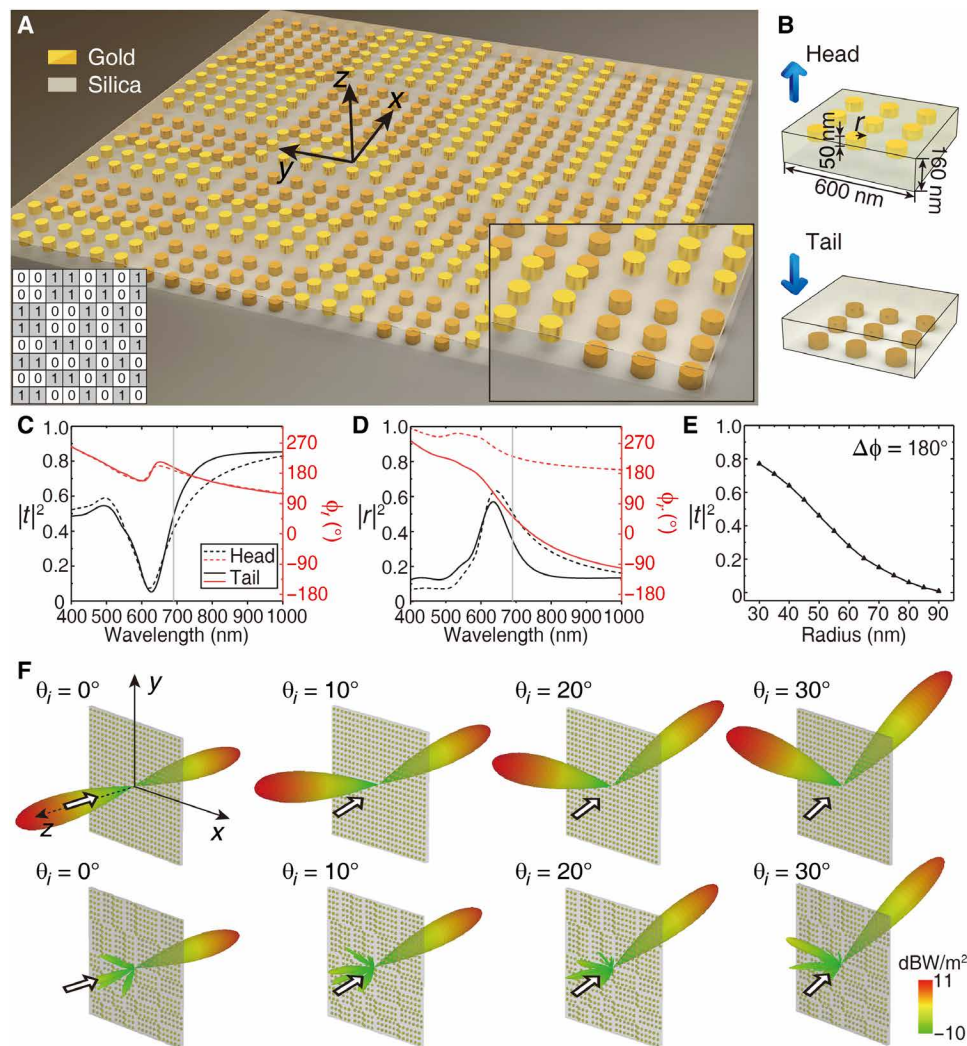 A
Gold
Silica
z
x
y
0 0 1 1 0 1 0 1
0 0 1 1 0 1 0 1
1 1 0 0 1 0 1 0
1 1 0 0 1 0 1 0
0 0 1 1 0 1 0 1
1 1 0 0 1 0 1 0
0 0 1 1 0 1 0 1
1 1 0 0 1 0 1 0
B
Head
r
50 nm
160 nm
600 nm
Tail
C
|t|²
1.0
0.8
0.6
0.4
0.2
0
270
180
90
0
−90
−180
ϕt (°)
Head
Tail
400 500 600 700 800 900 1000
Wavelength (nm)
D
|r|²
1.0
0.8
0.6
0.4
0.2
0
270
180
90
0
−90
−180
ϕr (°)
400 500 600 700 800 900 1000
Wavelength (nm)
E
Δϕ = 180°
|t|²
1.0
0.8
0.6
0.4
0.2
0
30 40 50 60 70 80 90
Radius (nm)
F
θi = 0°
θi = 10°
θi = 20°
θi = 30°
y
z
x
θi = 0°
θi = 10°
θi = 20°
θi = 30°
dBW/m²
11
−10